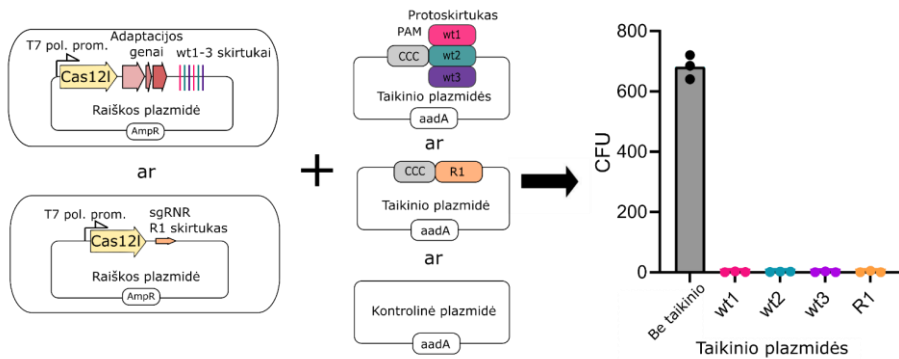 T7 pol. prom.
Adaptacijos
genai
wt1-3 skirtukai
Cas12l
Raiškos plazmidė
AmpR
ar
T7 pol. prom.
sgRNR
R1 skirtukas
Cas12l
Raiškos plazmidė
AmpR
+
Protoskirtukas
PAM
wt1
CCC
wt2
wt3
Taikinio plazmidės
aadA
ar
CCC
R1
Taikinio plazmidė
aadA
ar
Kontrolinė plazmidė
aadA
CFU
800
600
400
200
0
Be taikinio
wt1
wt2
wt3
R1
Taikinio plazmidės